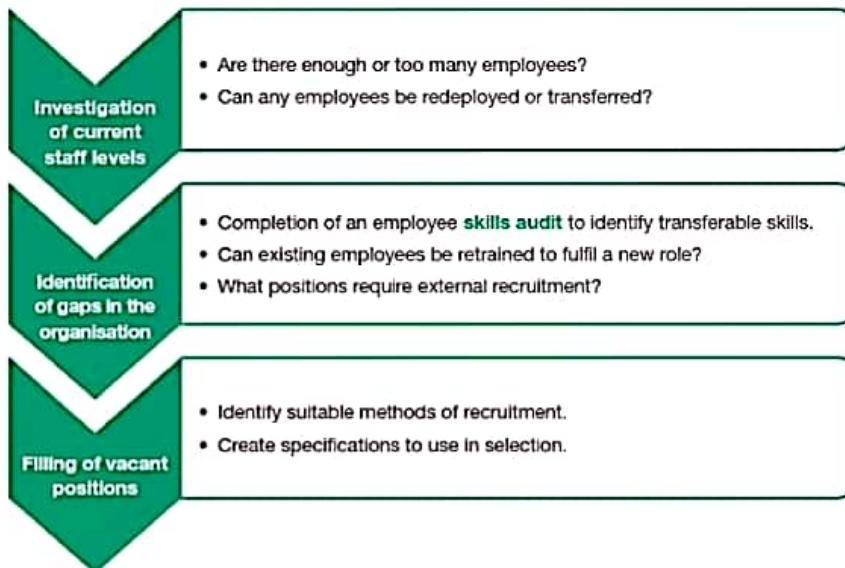 Investigation
of current
staff levels
• Are there enough or too many employees?
• Can any employees be redeployed or transferred?
Identification
of gaps in the
organisation
• Completion of an employee skills audit to identify transferable skills.
• Can existing employees be retrained to fulfil a new role?
• What positions require external recruitment?
Filling of vacant
positions
• Identify suitable methods of recruitment.
• Create specifications to use in selection.